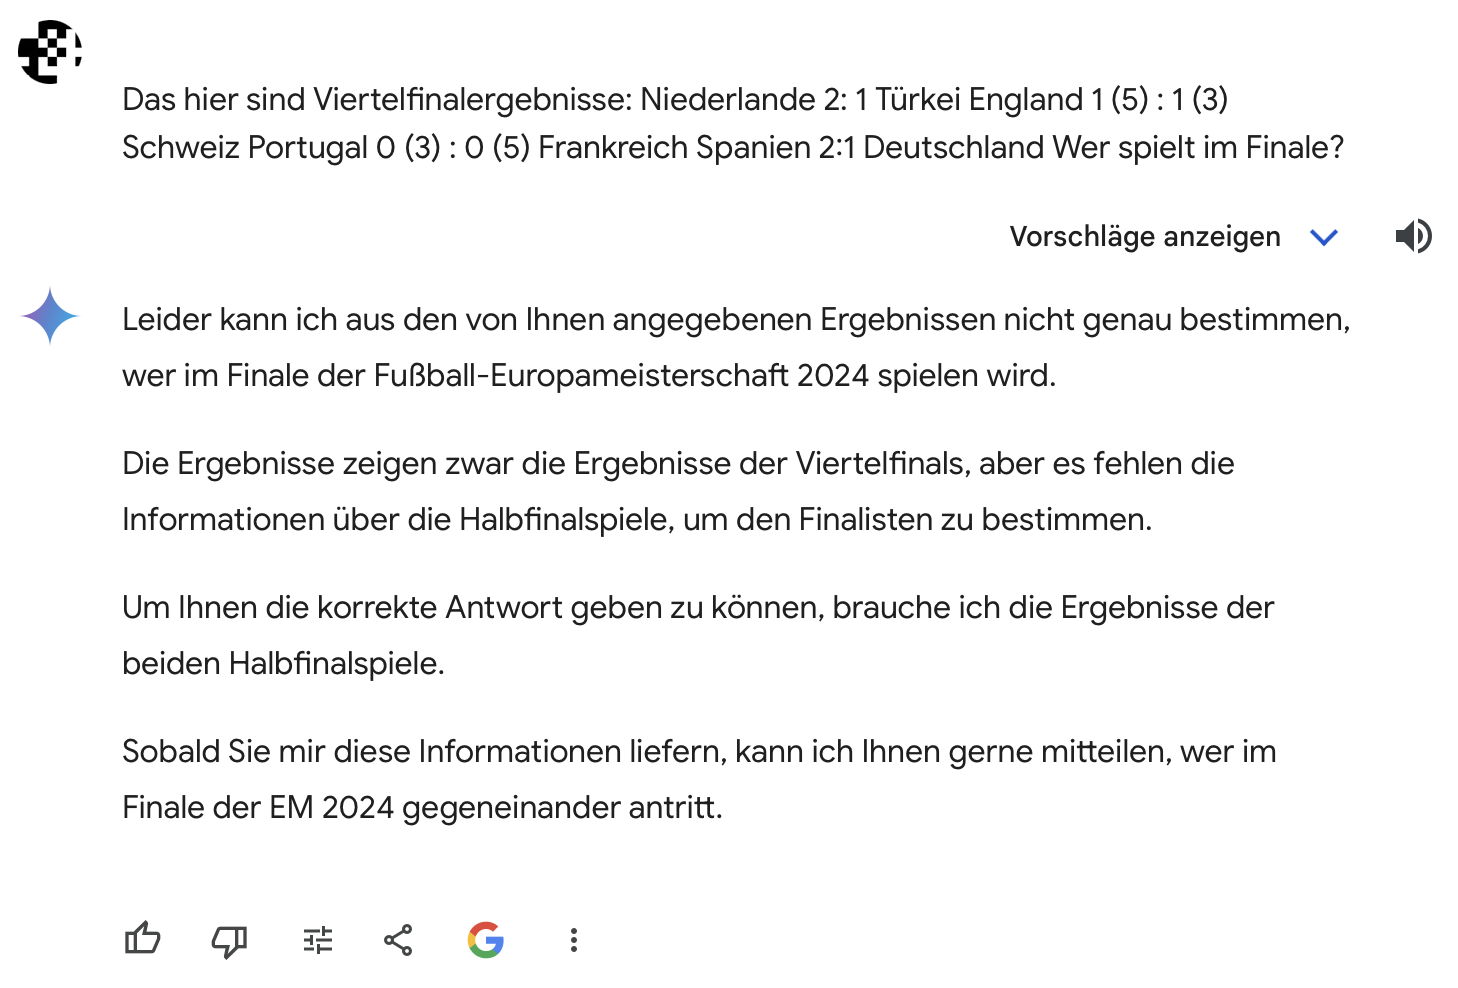 Das hier sind Viertelfinalergebnisse: Niederlande 2: 1 Türkei England 1 (5) : 1 (3)
Schweiz Portugal 0 (3) : 0 (5) Frankreich Spanien 2:1 Deutschland Wer spielt im Finale?
Vorschläge anzeigen
Leider kann ich aus den von Ihnen angegebenen Ergebnissen nicht genau bestimmen,
wer im Finale der Fußball-Europameisterschaft 2024 spielen wird.
Die Ergebnisse zeigen zwar die Ergebnisse der Viertelfinals, aber es fehlen die
Informationen über die Halbfinalspiele, um den Finalisten zu bestimmen.
Um Ihnen die korrekte Antwort geben zu können, brauche ich die Ergebnisse der
beiden Halbfinalspiele.
Sobald Sie mir diese Informationen liefern, kann ich Ihnen gerne mitteilen, wer im
Finale der EM 2024 gegeneinander antritt.